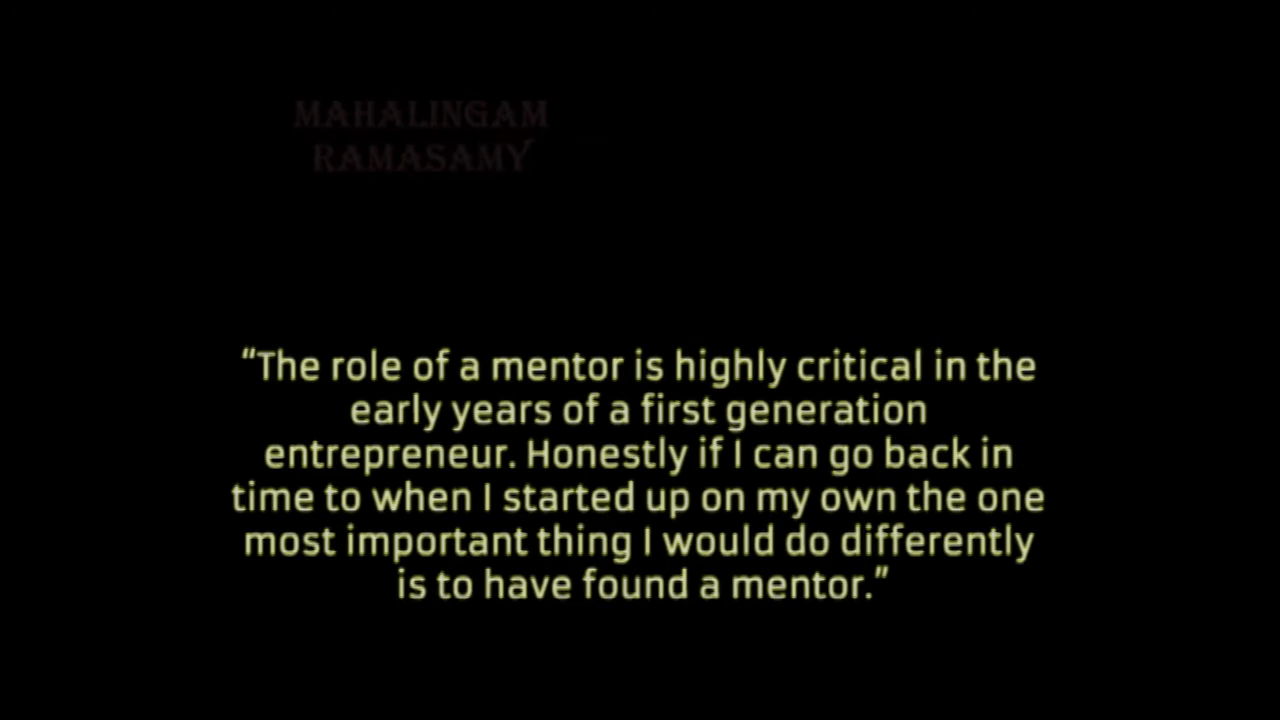 MAHALINGAM
RAMASAMY
“The role of a mentor is highly critical in the
early years of a first generation
entrepreneur. Honestly if I can go back in
time to when I started up on my own the one
most important thing I would do differently
is to have found a mentor.”